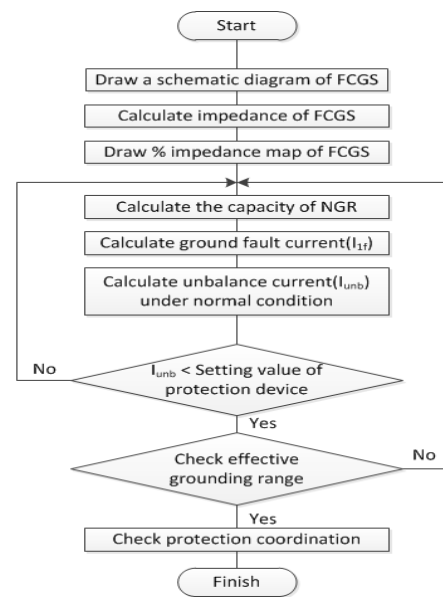 Start
Draw a schematic diagram of FCGS
Calculate impedance of FCGS
Draw % impedance map of FCGS
Calculate the capacity of NGR
Calculate ground fault current(I1f)
Calculate unbalance current(Iunb)
under normal condition
No
Iunb < Setting value of
protection device
Yes
No
Check effective
grounding range
Yes
Check protection coordination
Finish